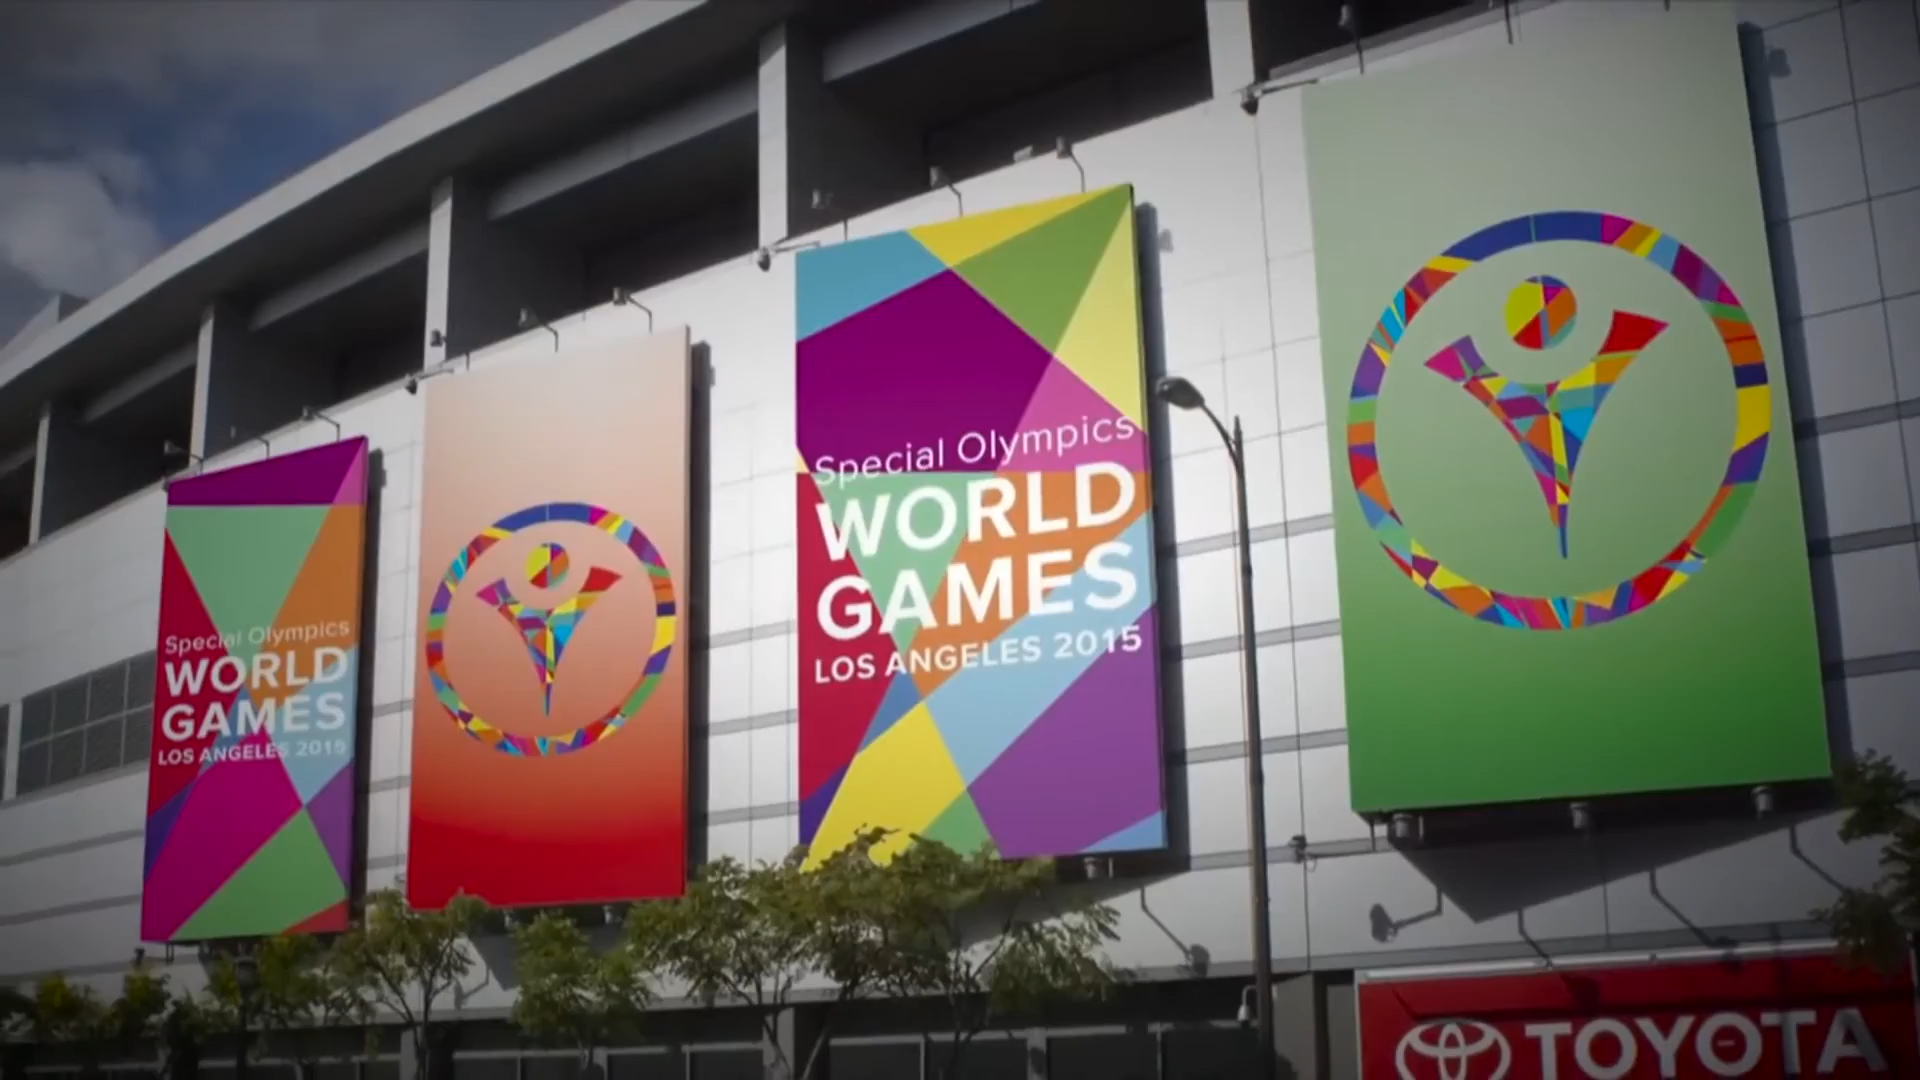 Special Olympics
WORLD
GAMES
LOS ANGELES 2015
Special Olympics
WORLD
GAMES
LOS ANGELES 2015
TOYOTA